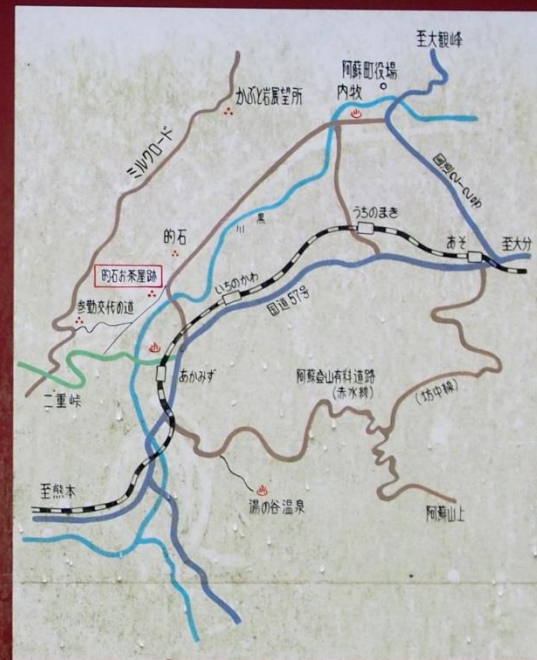 至大観峰
阿蘇町役場
内牧
かぶと岩展望所
ミルクロード
国道212号
うちのまき
黒
川
的石
あそ
至大分
的石お茶屋跡
いちのかわ
国道57号
参勤交代の道
あかみず
阿蘇登山有料道路
(赤水線)
(坊中線)
二重峠
至熊本
湯の谷温泉
阿蘇山上